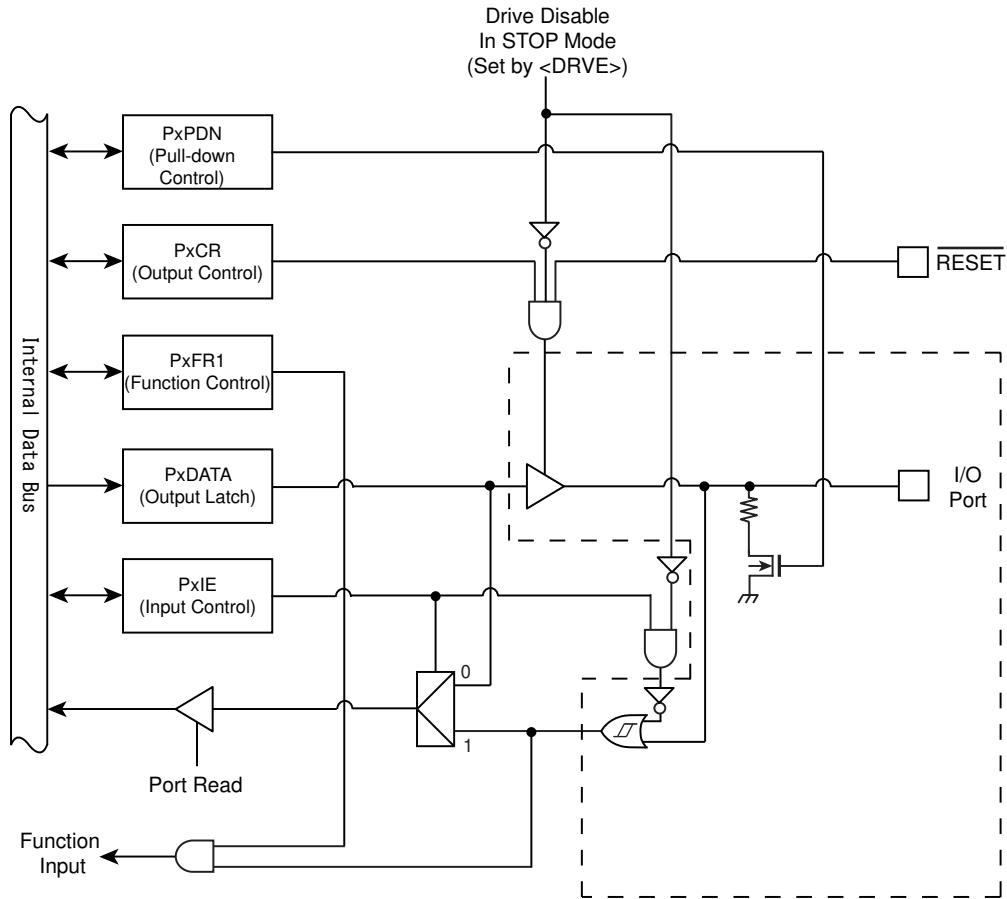 Drive Disable
In STOP Mode
(Set by <DRVE>)
PxPDN
(Pull-down
Control)
PxCR
(Output Control)
RESET
PxFR1
(Function Control)
Internal Data Bus
PxDATA
(Output Latch)
I/O
Port
PxIE
(Input Control)
0
1
Port Read
Function
Input